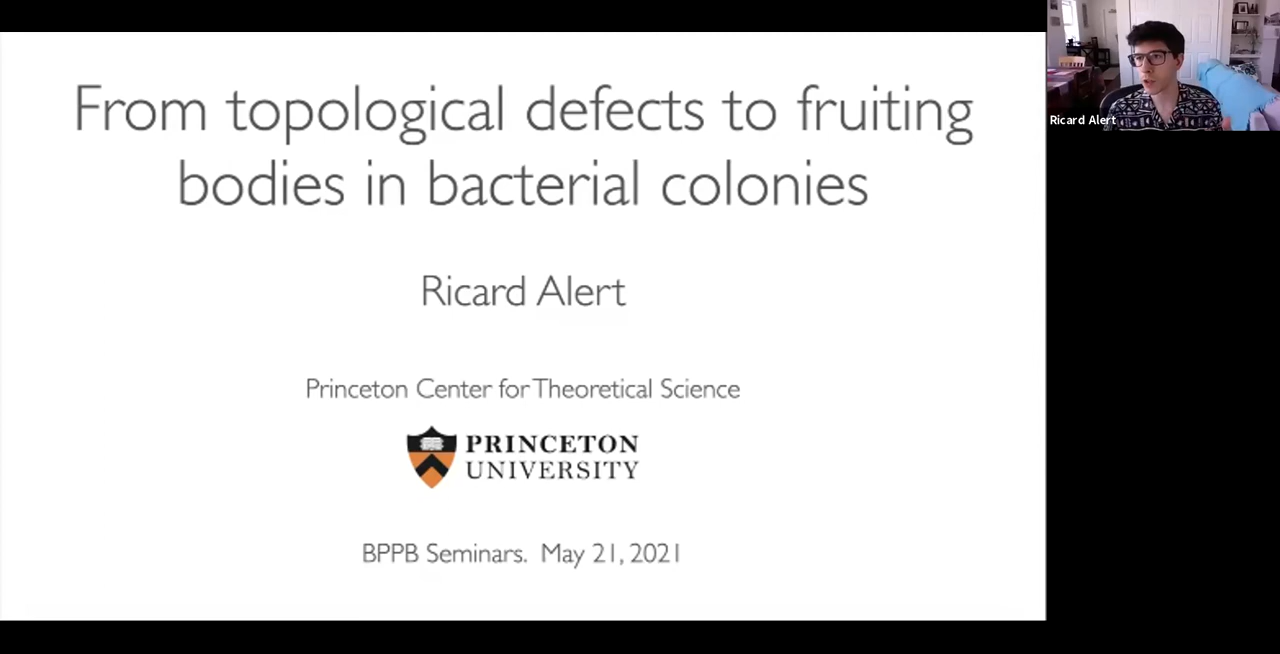 From topological defects to fruiting
bodies in bacterial colonies
Ricard Alert
Princeton Center for Theoretical Science
PRINCETON
UNIVERSITY
BPPB Seminars. May 21, 2021
Ricard Alert